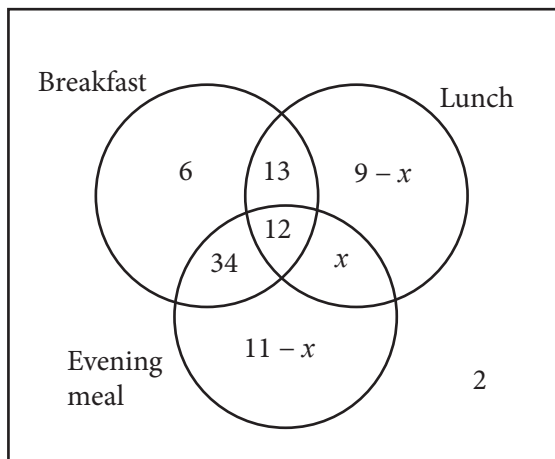 Breakfast
Lunch
6
13
9 – x
12
34
x
11 – x
Evening
meal
2